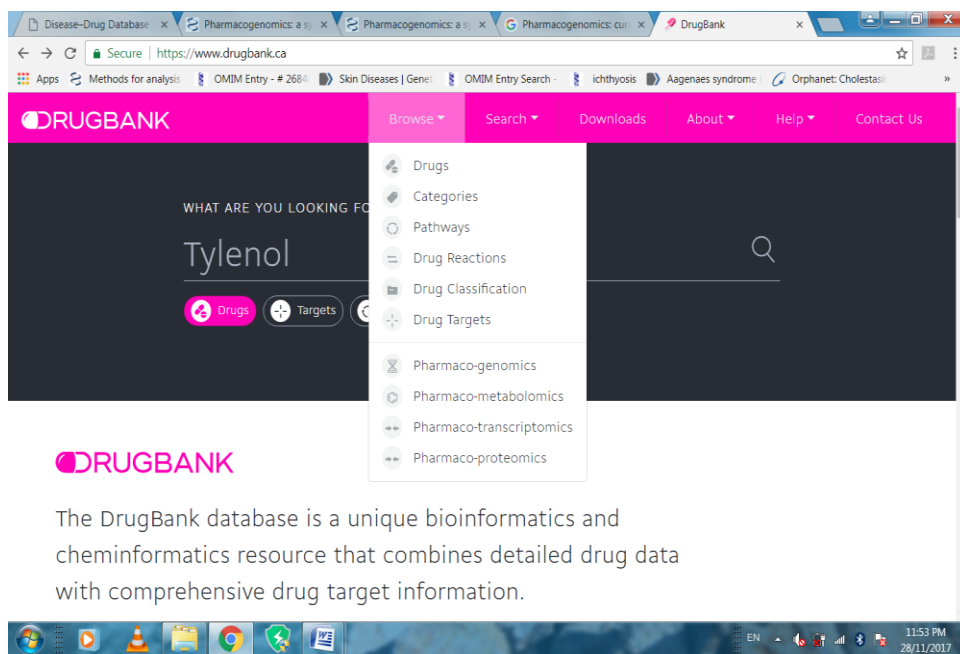 Disease–Drug Database
Pharmacogenomics: a sy
Pharmacogenomics: a sy
Pharmacogenomics: cur
DrugBank
Secure | https://www.drugbank.ca
Apps Methods for analysis OMIM Entry - # 2684 Skin Diseases | Genet OMIM Entry Search - ichthyosis Aagenaes syndrome Orphanet: Cholestasis »
DRUGBANK Browse Search Downloads About Help Contact Us
Drugs
Categories
Pathways
Drug Reactions
Drug Classification
Drug Targets
Pharmaco-genomics
Pharmaco-metabolomics
Pharmaco-transcriptomics
Pharmaco-proteomics
WHAT ARE YOU LOOKING FO
Tylenol
Drugs Targets
DRUGBANK
The DrugBank database is a unique bioinformatics and
cheminformatics resource that combines detailed drug data
with comprehensive drug target information.
EN 11:53 PM
28/11/2017